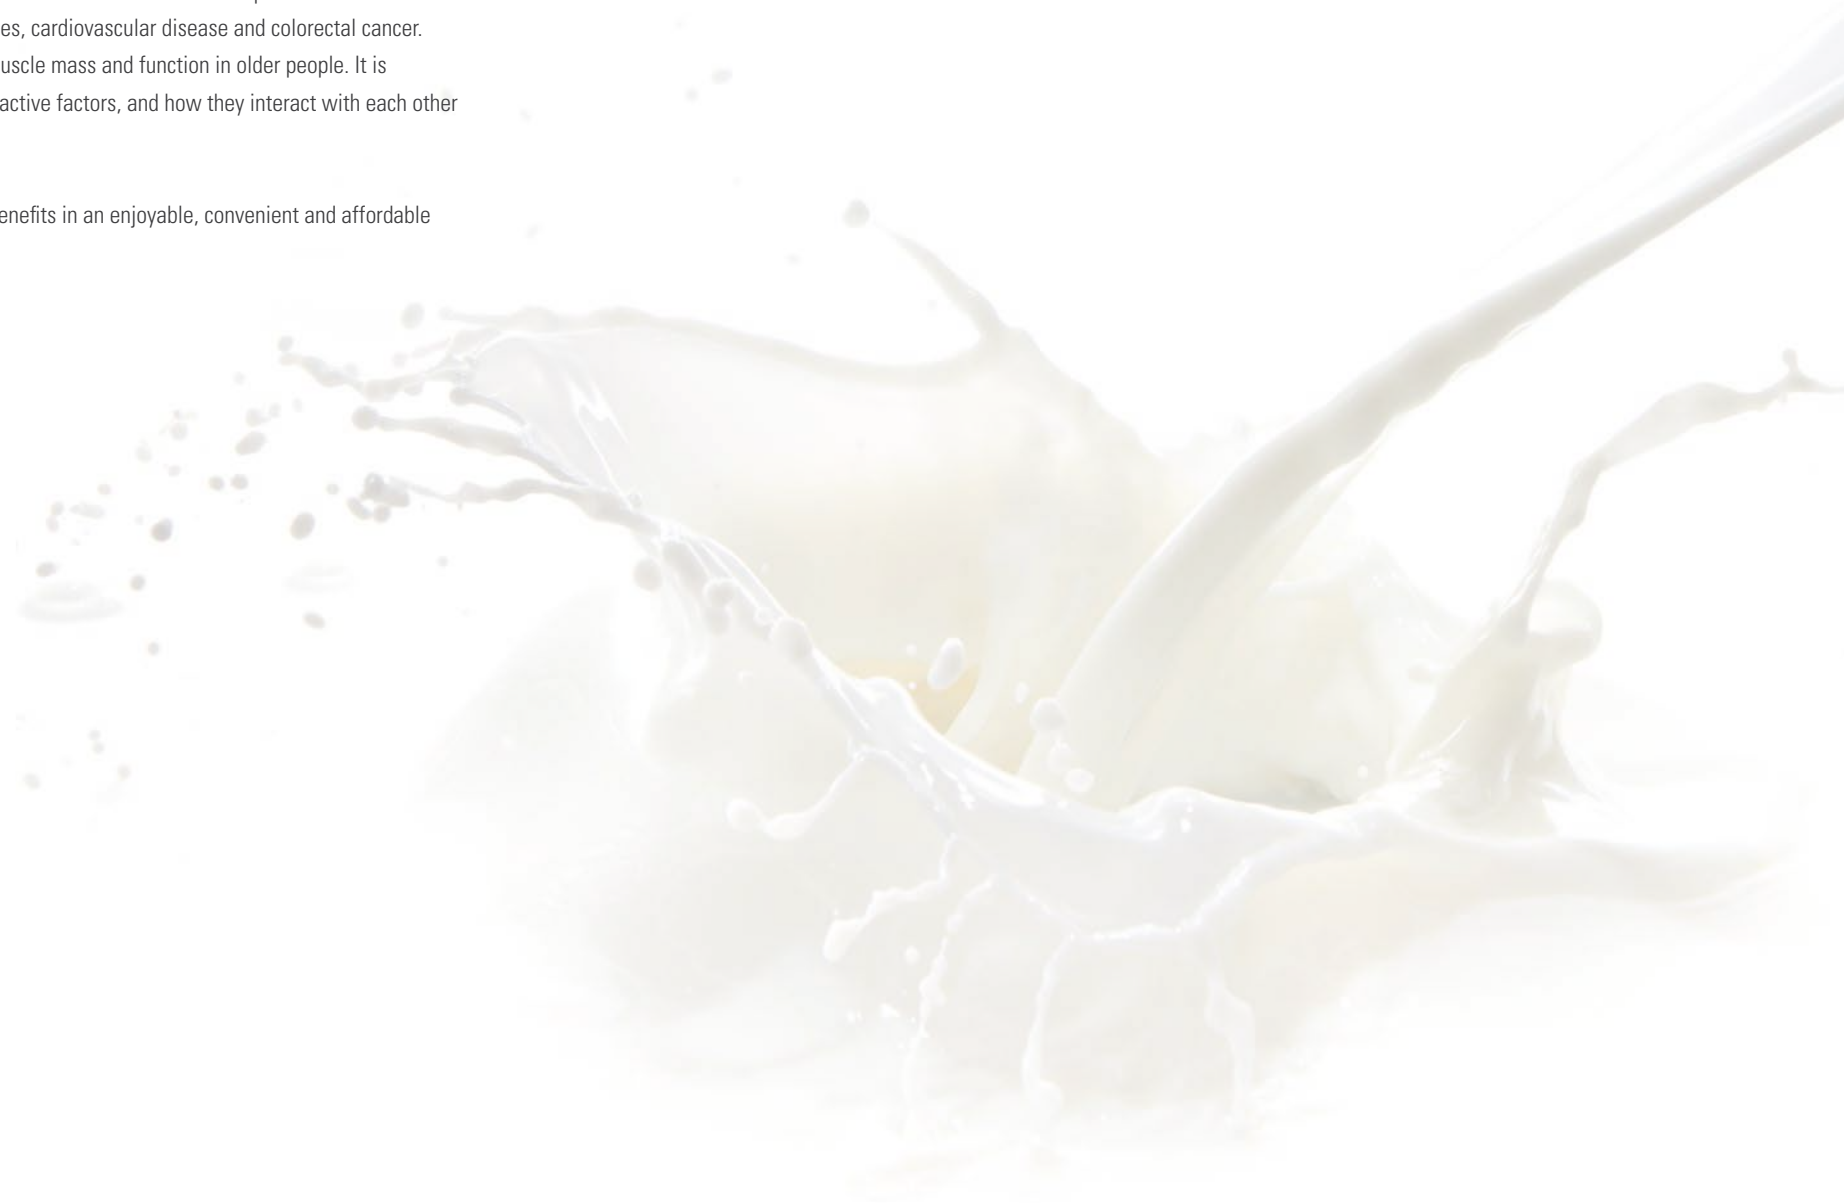 es, cardiovascular disease and colorectal cancer.
uscle mass and function in older people. It is
active factors, and how they interact with each other
enefits in an enjoyable, convenient and affordable